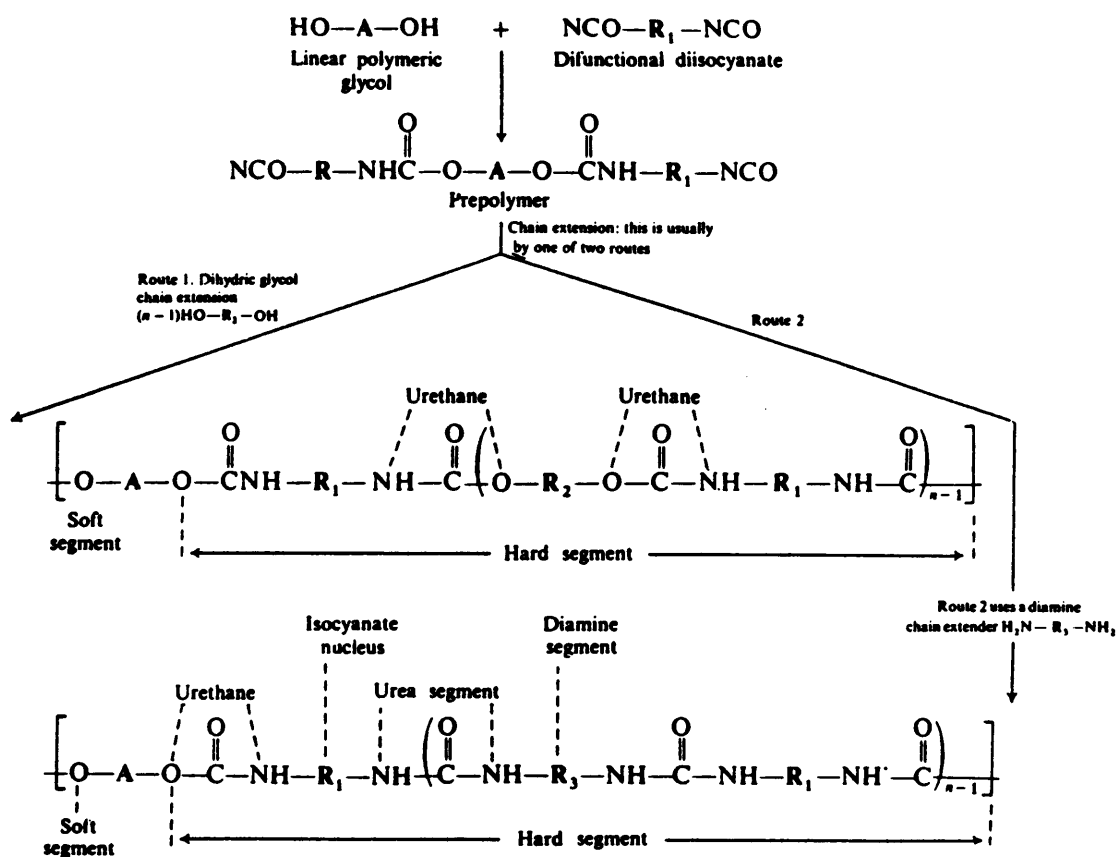 HO—A—OH + NCO—R₁—NCO
Linear polymeric Difunctional diisocyanate
glycol
O O
NCO—R—NHC—O—A—O—CNH—R₁—NCO
Prepolymer
Chain extension: this is usually
by one of two routes
Route 1. Dihydric glycol
chain extension
(n − 1)HO—R₂—OH
Route 2
Urethane Urethane
O O O O
[O—A—O—CNH—R₁—NH—C(O—R₂—O—C—NH—R₁—NH—C)n−1]
Soft
segment
Hard segment
Route 2 uses a diamine
chain extender H₂N—R₃—NH₂
Isocyanate Diamine
nucleus segment
Urethane Urea segment
O O O O
[O—A—O—C—NH—R₁—NH(C—NH—R₃—NH—C—NH—R₁—NH·C)n−1]
Soft
segment
Hard segment